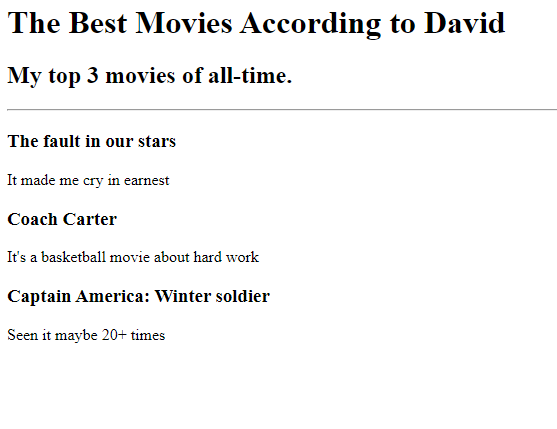 The Best Movies According to David
My top 3 movies of all-time.
The fault in our stars
It made me cry in earnest
Coach Carter
It's a basketball movie about hard work
Captain America: Winter soldier
Seen it maybe 20+ times